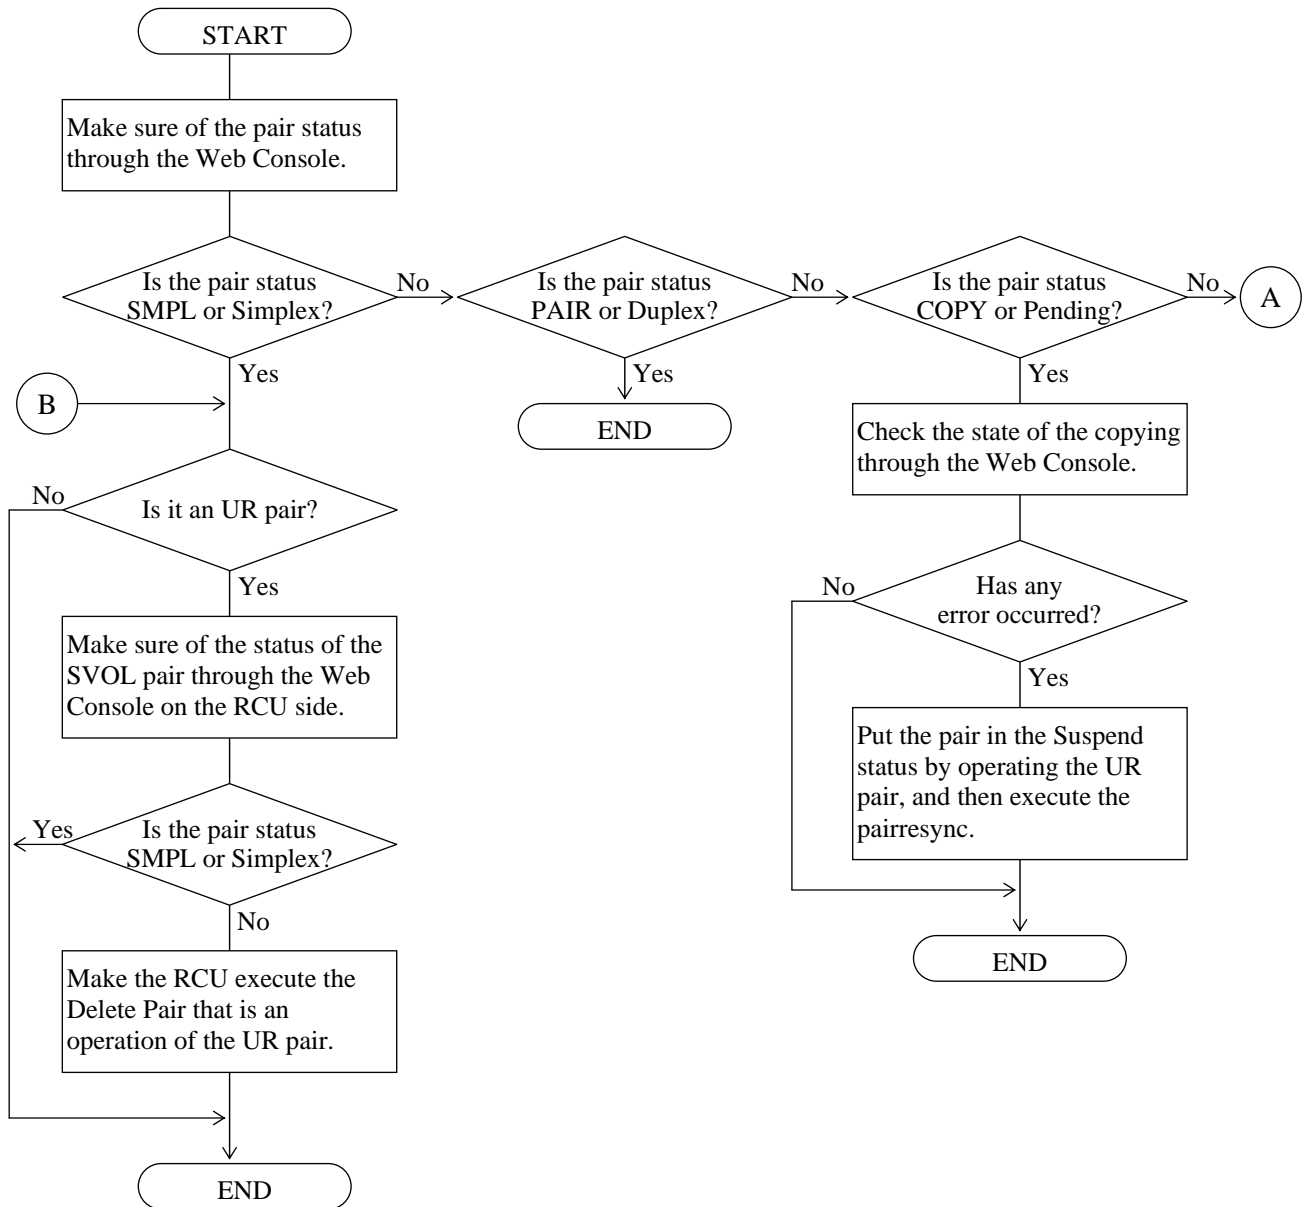 START
Make sure of the pair status
through the Web Console.
Is the pair status
SMPL or Simplex?
No
Is the pair status
PAIR or Duplex?
No
Is the pair status
COPY or Pending?
No
A
Yes
Yes
Yes
B
END
Check the state of the copying
through the Web Console.
No
Is it an UR pair?
Yes
No
Has any
error occurred?
Yes
Make sure of the status of the
SVOL pair through the Web
Console on the RCU side.
Put the pair in the Suspend
status by operating the UR
pair, and then execute the
pairresync.
Yes
Is the pair status
SMPL or Simplex?
No
END
Make the RCU execute the
Delete Pair that is an
operation of the UR pair.
END